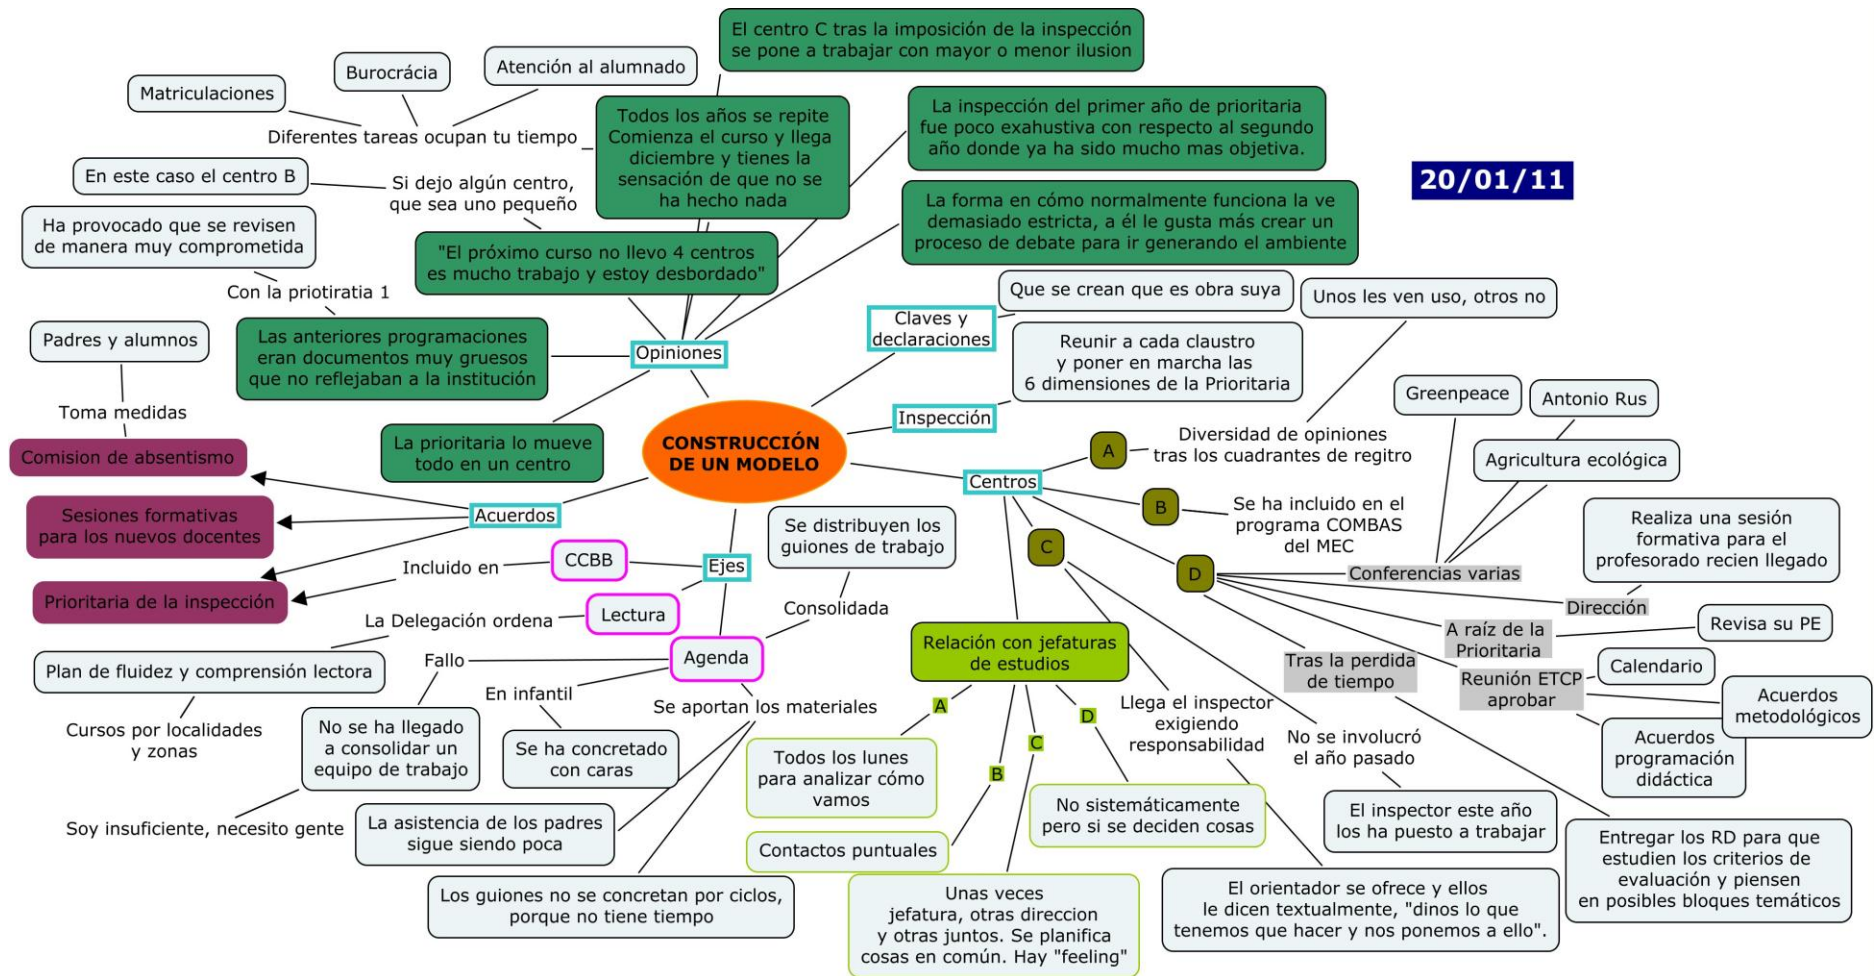 El centro C tras la imposición de la inspección
se pone a trabajar con mayor o menor ilusion
Matriculaciones
Burocrácia
Atención al alumnado
Diferentes tareas ocupan tu tiempo
Todos los años se repite
Comienza el curso y llega
diciembre y tienes la
sensación de que no se
ha hecho nada
La inspección del primer año de prioritaria
fue poco exahustiva con respecto al segundo
año donde ya ha sido mucho mas objetiva.
20/01/11
En este caso el centro B
Si dejo algún centro,
que sea uno pequeño
La forma en cómo normalmente funciona la ve
demasiado estricta, a él le gusta más crear un
proceso de debate para ir generando el ambiente
Ha provocado que se revisen
de manera muy comprometida
"El próximo curso no llevo 4 centros
es mucho trabajo y estoy desbordado"
Con la priotiratia 1
Las anteriores programaciones
eran documentos muy gruesos
que no reflejaban a la institución
Opiniones
La prioritaria lo mueve
todo en un centro
Claves y
declaraciones
Que se crean que es obra suya
Inspección
Reunir a cada claustro
y poner en marcha las
6 dimensiones de la Prioritaria
Unos les ven uso, otros no
Padres y alumnos
Toma medidas
Comision de absentismo
Sesiones formativas
para los nuevos docentes
Prioritaria de la inspección
Acuerdos
CONSTRUCCIÓN
DE UN MODELO
Centros
A
Diversidad de opiniones
tras los cuadrantes de regitro
B
Se ha incluido en el
programa COMBAS
del MEC
C
D
Greenpeace
Antonio Rus
Agricultura ecológica
Conferencias varias
Realiza una sesión
formativa para el
profesorado recien llegado
Dirección
A raíz de la
Prioritaria
Revisa su PE
Reunión ETCP
aprobar
Calendario
Acuerdos
metodológicos
Acuerdos
programación
didáctica
Tras la perdida
de tiempo
Entregar los RD para que
estudien los criterios de
evaluación y piensen
en posibles bloques temáticos
Llega el inspector
exigiendo
responsabilidad
No se involucró
el año pasado
El inspector este año
los ha puesto a trabajar
El orientador se ofrece y ellos
le dicen textualmente, "dinos lo que
tenemos que hacer y nos ponemos a ello".
Relación con jefaturas
de estudios
A
Todos los lunes
para analizar cómo
vamos
B
Contactos puntuales
C
Unas veces
jefatura, otras direccion
y otras juntos. Se planifica
cosas en común. Hay "feeling"
D
No sistemáticamente
pero si se deciden cosas
Ejes
CCBB
Incluido en
Lectura
La Delegación ordena
Plan de fluidez y comprensión lectora
Cursos por localidades
y zonas
Agenda
Consolidada
Se distribuyen los
guiones de trabajo
Fallo
No se ha llegado
a consolidar un
equipo de trabajo
Soy insuficiente, necesito gente
En infantil
Se ha concretado
con caras
Se aportan los materiales
La asistencia de los padres
sigue siendo poca
Los guiones no se concretan por ciclos,
porque no tiene tiempo